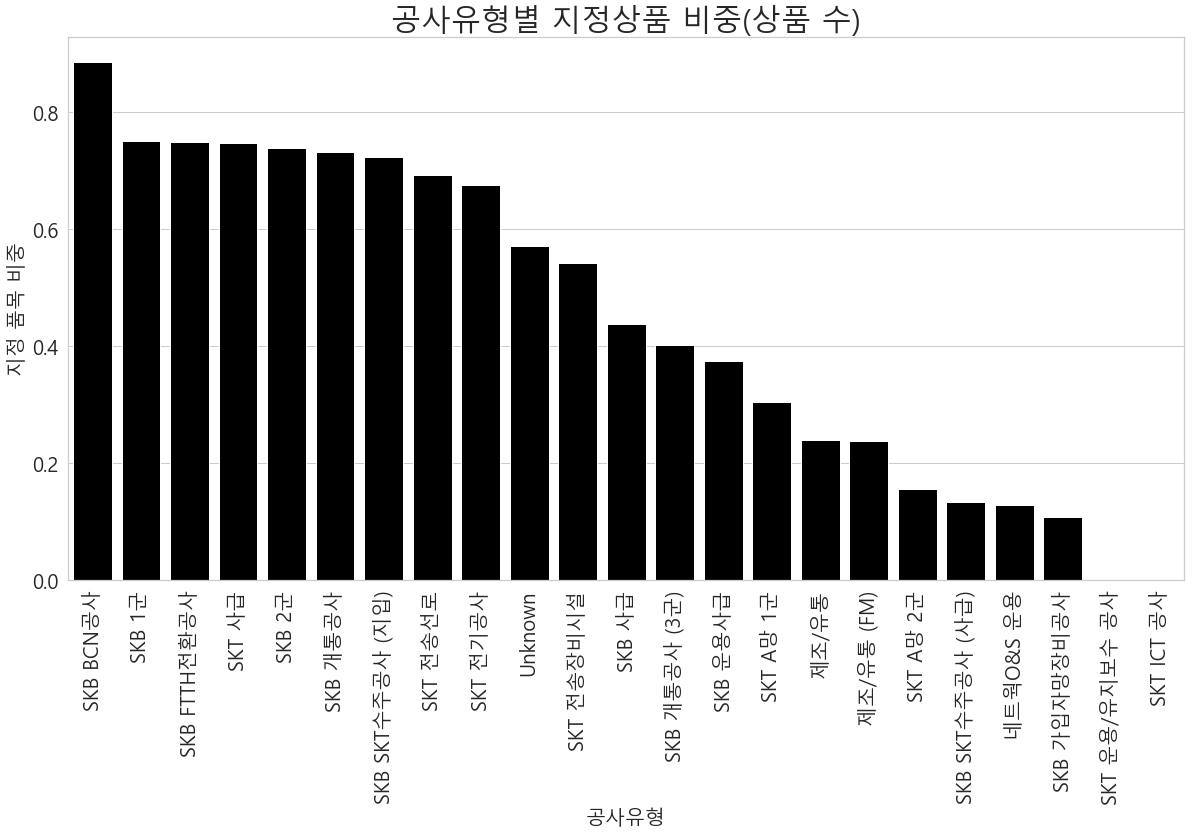 공사유형별 지정상품 비중(상품 수)
지정 품목 비중
0.8
0.6
0.4
0.2
0.0
SKB BCN공사
SKB 1군
SKB FTTH전환공사
SKT 사급
SKB 2군
SKB 개통공사
SKB SKT수주공사 (지입)
SKT 전송선로
SKT 전기공사
Unknown
SKT 전송장비시설
SKB 사급
SKB 개통공사 (3군)
SKB 운용사급
SKT A망 1군
제조/유통
제조/유통 (FM)
SKT A망 2군
SKB SKT수주공사 (사급)
네트웍O&S 운용
SKB 가입자망장비공사
SKT 운용/유지보수 공사
SKT ICT 공사
공사유형